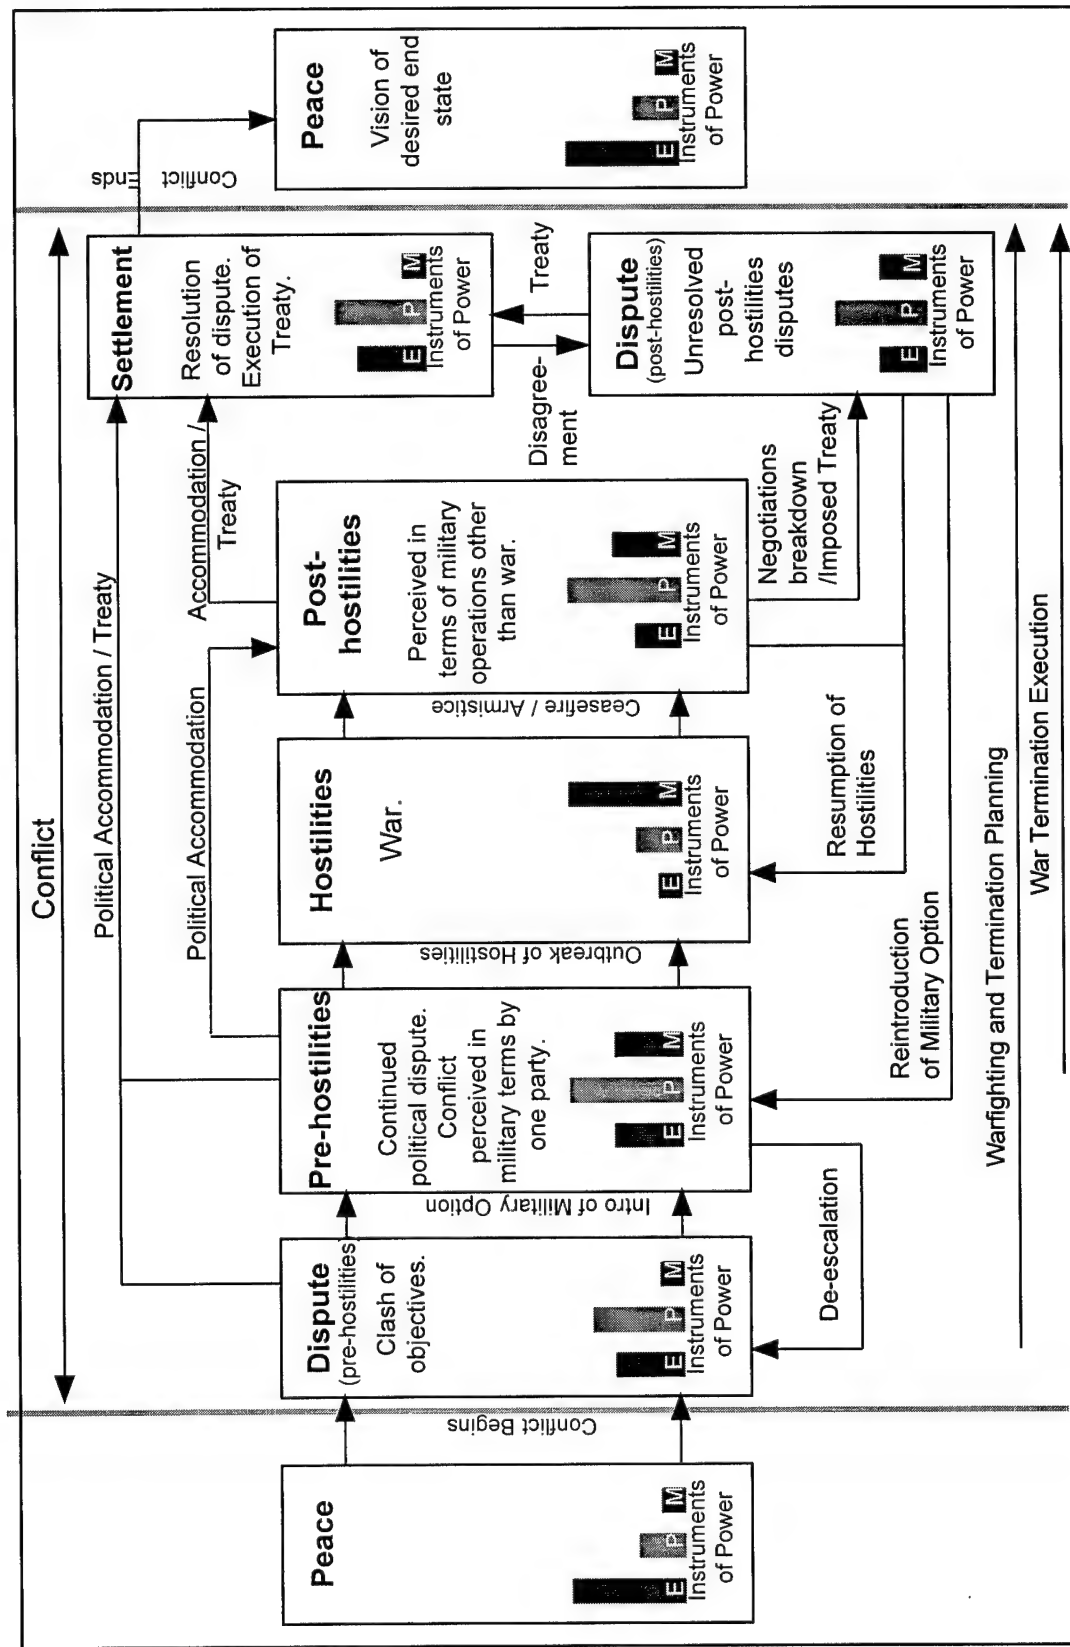 Conflict
Political Accommodation / Treaty
Political Accommodation
Accommodation /
Treaty
Peace
E P M
Instruments
of Power
Conflict Begins
Dispute
(pre-hostilities)
Clash of
objectives.
E P M
Instruments
of Power
Intro of Military Option
Pre-hostilities
Continued
political dispute.
Conflict
perceived in
military terms by
one party.
E P M
Instruments
of Power
Outbreak of Hostilities
Hostilities
War.
E P M
Instruments
of Power
Ceasefire / Armistice
Post-
hostilities
Perceived in
terms of military
operations other
than war.
E P M
Instruments
of Power
Settlement
Resolution
of dispute.
Execution of
Treaty.
E P M
Instruments
of Power
Disagree-
ment
Treaty
Dispute
(post-hostilities)
Unresolved
post-
hostilities
disputes
E P M
Instruments
of Power
Conflict
Ends
Peace
Vision of
desired end
state
E P M
Instruments
of Power
De-escalation
Reintroduction
of Military Option
Resumption of
Hostilities
Negotiations
breakdown
/Imposed Treaty
Warfighting and Termination Planning
War Termination Execution